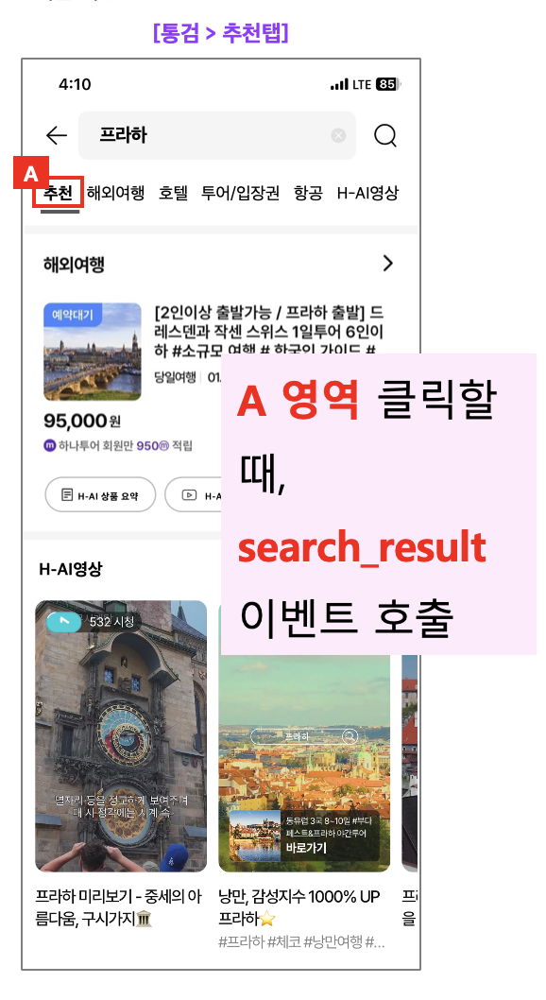 [통검 > 추천탭]
4:10
LTE 85
프라하
A
추천 해외여행 호텔 투어/입장권 항공 H-AI영상
해외여행
예약대기
[2인이상 출발가능 / 프라하 출발] 드
레스덴과 작센 스위스 1일투어 6인이
하 #소규모 여행 # 한국인 가이드 #
당일여행 01.
95,000원
m 하나투어 회원만 950m 적립
H-AI 상품 요약
H-A
A 영역 클릭할
때,
search_result
이벤트 호출
H-AI영상
532 시청
별자리 등을 정교하게 보여주며
매 시 정각에는 시계 속
프라하
동유럽 3국 8~10일 #부다
페스트&프라하 야간투어
바로가기
프라하 미리보기 - 중세의 아
름다움, 구시가지🏛️
낭만, 감성지수 1000% UP
프라하⭐
#프라하 #체코 #낭만여행 #...
을